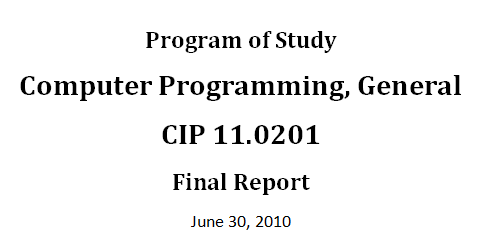 Program of Study
Computer Programming, General
CIP 11.0201
Final Report
June 30, 2010